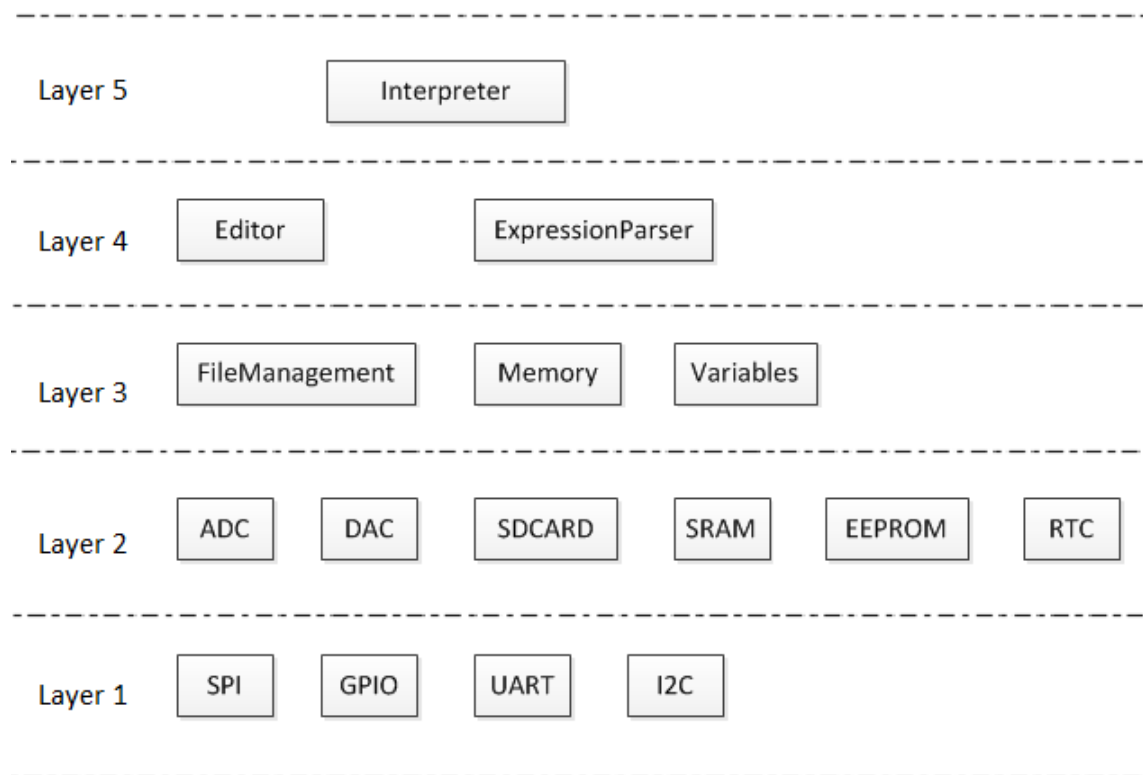 Layer 5
Interpreter
Layer 4
Editor
ExpressionParser
Layer 3
FileManagement
Memory
Variables
Layer 2
ADC
DAC
SDCARD
SRAM
EEPROM
RTC
Layer 1
SPI
GPIO
UART
I2C